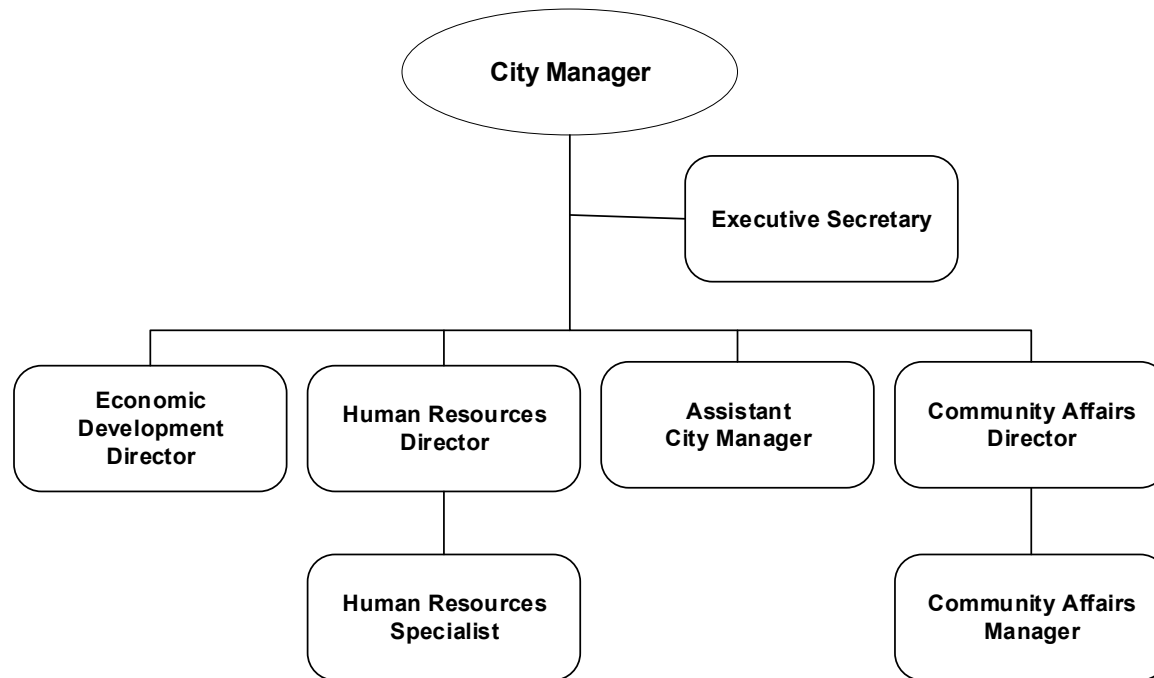 City Manager
Executive Secretary
Economic
Development
Director
Human Resources
Director
Assistant
City Manager
Community Affairs
Director
Human Resources
Specialist
Community Affairs
Manager